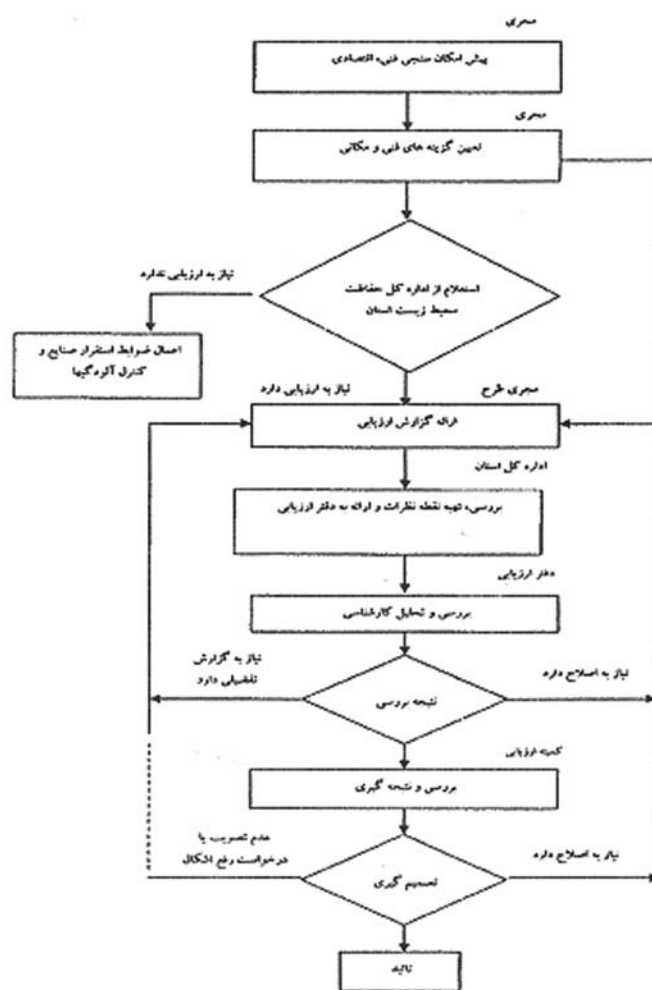 مجری
پیش امکان سنجی فنی، اقتصادی
مجری
تعیین گزینه های فنی و مکانی
استعلام از اداره کل حفاظت
محیط زیست استان
نیاز به ارزیابی ندارد
اعمال ضوابط استقرار صنایع و
کنترل آلودگیها
نیاز به ارزیابی دارد
مجری طرح
ارائه گزارش ارزیابی
اداره کل استان
بررسی، تهیه نقطه نظرات و ارائه به دفتر ارزیابی
دفتر ارزیابی
بررسی و تحلیل کارشناسی
نیاز به گزارش
تفصیلی دارد
نتیجه بررسی
نیاز به اصلاح دارد
کمیته ارزیابی
بررسی و نتیجه گیری
عدم تصویب یا
درخواست رفع اشکال
تصمیم گیری
نیاز به اصلاح دارد
تائید